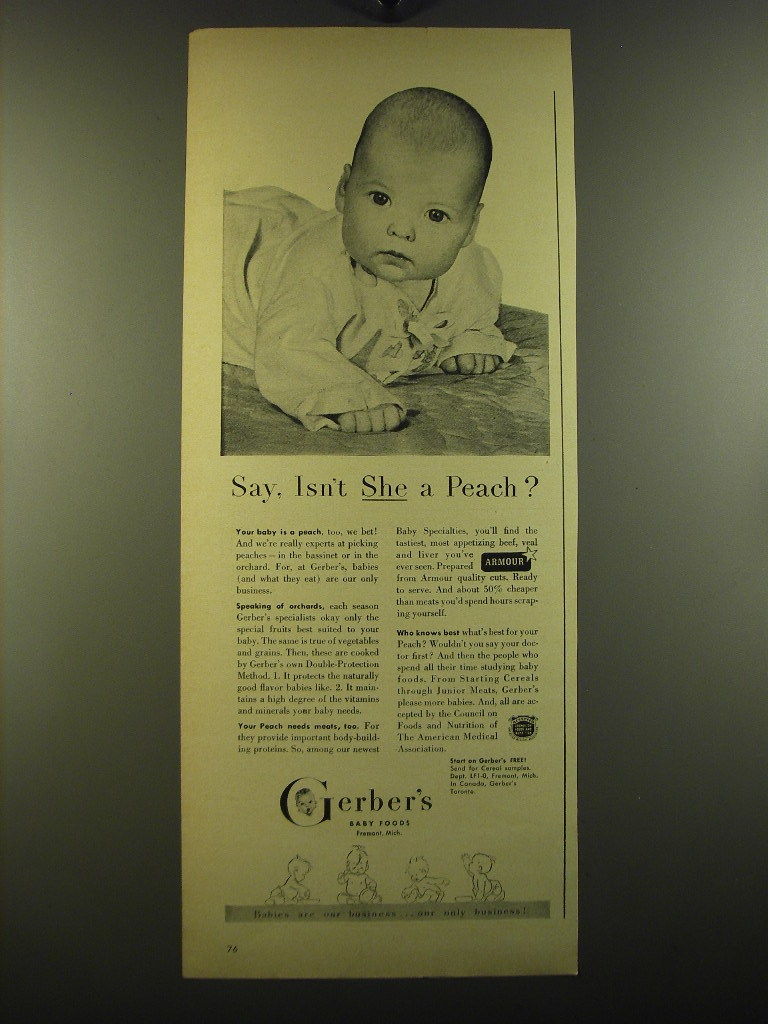 Say, Isn't She a Peach?
Your baby is a peach, too, we bet!
And we're really experts at picking
peaches — in the bassinet or in the
orchard. For, at Gerber's, babies
(and what they eat) are our only
business.
Speaking of orchards, each season
Gerber's specialists okay only the
special fruits best suited to your
baby. The same is true of vegetables
and grains. Then, these are cooked
by Gerber's own Double-Protection
Method. 1. It protects the naturally
good flavor babies like. 2. It main-
tains a high degree of the vitamins
and minerals your baby needs.
Your Peach needs meats, too. For
they provide important body-build-
ing proteins. So, among our newest
Baby Specialties, you'll find the
tastiest, most appetizing beef, veal
and liver you've
ever seen. Prepared
ARMOUR
from Armour quality cuts. Ready
to serve. And about 50% cheaper
than meats you'd spend hours scrap-
ing yourself.
Who knows best what's best for your
Peach? Wouldn't you say your doc-
tor first? And then the people who
spend all their time studying baby
foods. From Starting Cereals
through Junior Meats, Gerber's
please more babies. And, all are ac-
cepted by the Council on
Foods and Nutrition of
The American Medical
Association.
Start on Gerber's FREE!
Send for Cereal samples.
Dept. LF1-0, Fremont, Mich.
In Canada, Gerber's
Toronto.
Gerber's
BABY FOODS
Fremont, Mich.
Babies are our business...our only business!
76